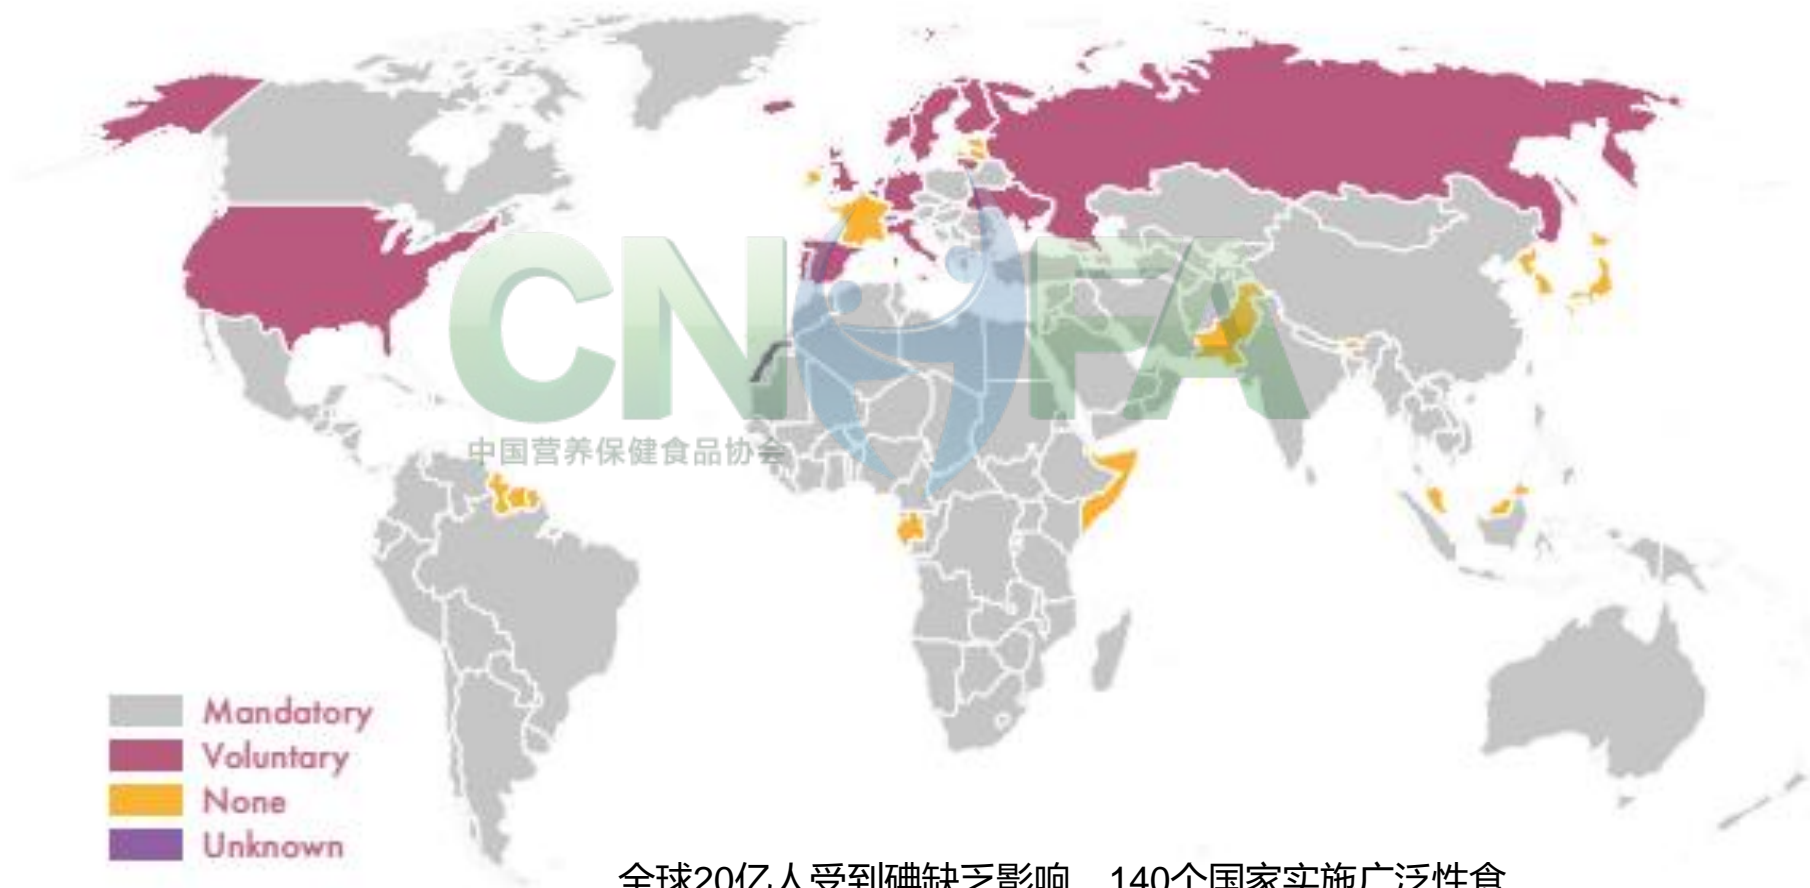 CN FA
中国营养保健食品协会
Mandatory
Voluntary
None
Unknown
全球20亿人受到碘缺乏影响 140个国家实施广泛性食